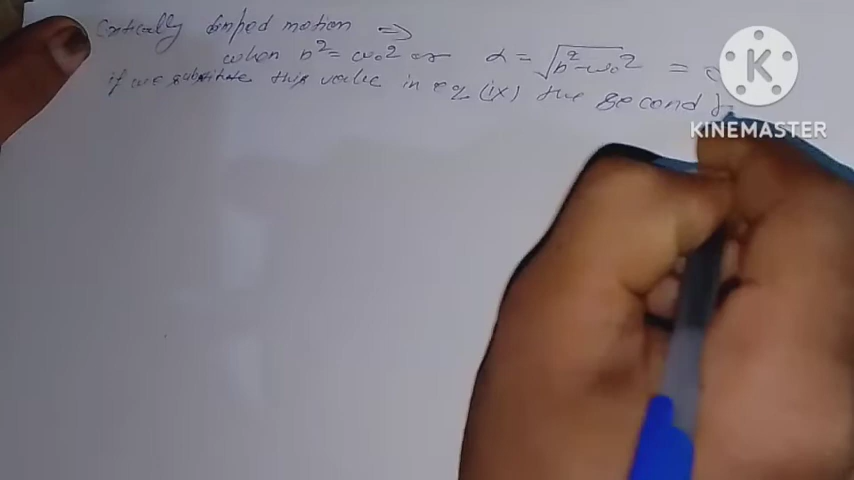 Critically damped motion ⇒
when b² = ω₀² or α = √b²-ω₀² =
if we substitute this value in eq (ix) the second
K
KINEMASTER